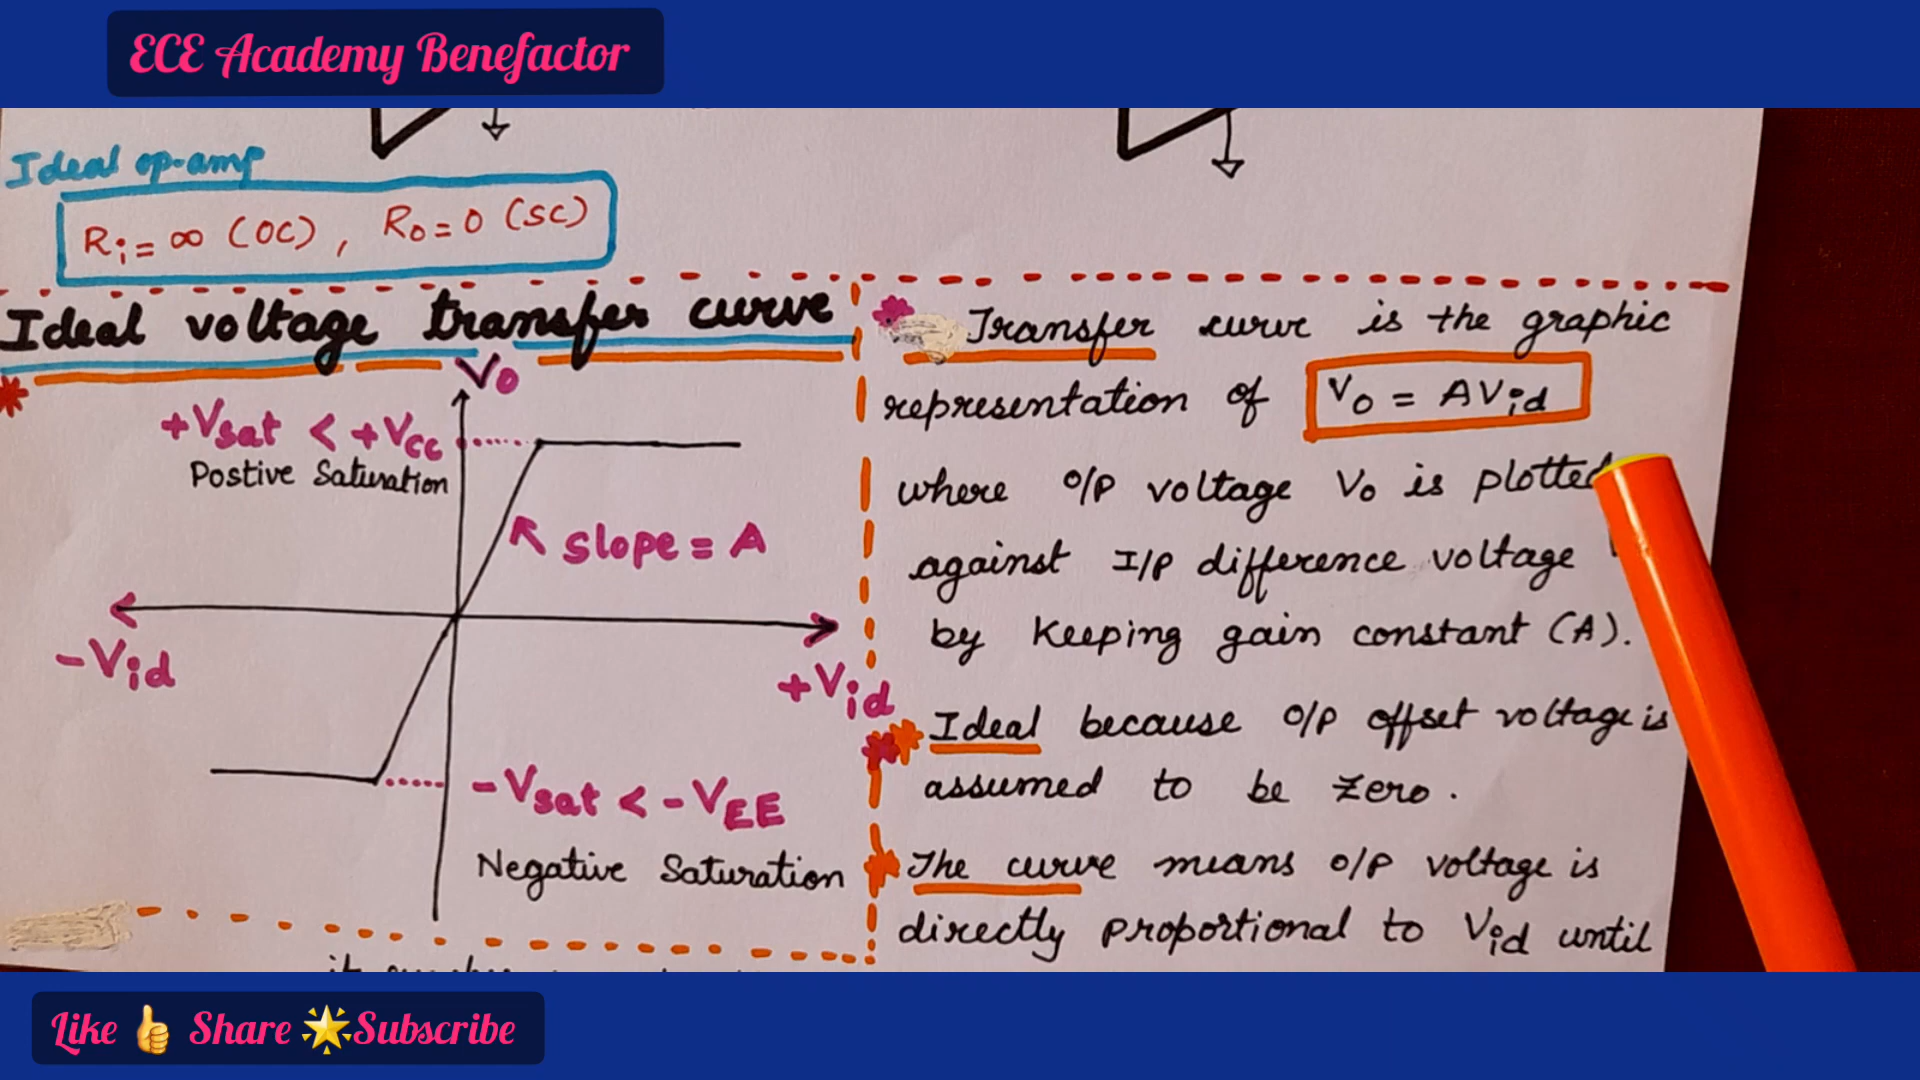 ECE Academy Benefactor
Ideal op-amp
Ri = ∞ (OC), Ro = 0 (SC)
Ideal voltage transfer curve
Vo
+Vsat < +Vcc
Postive Saturation
slope = A
-Vid
+Vid
-Vsat < -VEE
Negative Saturation
Transfer curve is the graphic
representation of Vo = AVid
where O/P voltage Vo is plotted
against I/P difference voltage
by keeping gain constant (A).
Ideal because O/P offset voltage is
assumed to be zero.
The curve means O/P voltage is
directly proportional to Vid until
Like 👍 Share 🌟Subscribe